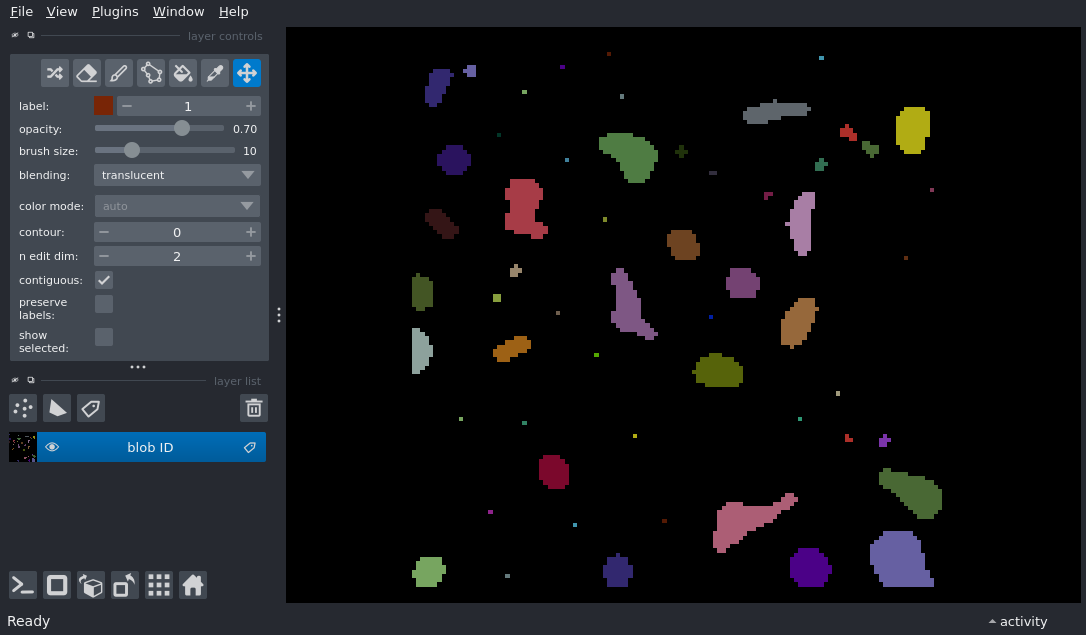 File View Plugins Window Help
layer controls
label: 1
opacity: 0.70
brush size: 10
blending: translucent
color mode: auto
contour: 0
n edit dim: 2
contiguous:
preserve
labels:
show
selected:
layer list
blob ID
Ready
activity